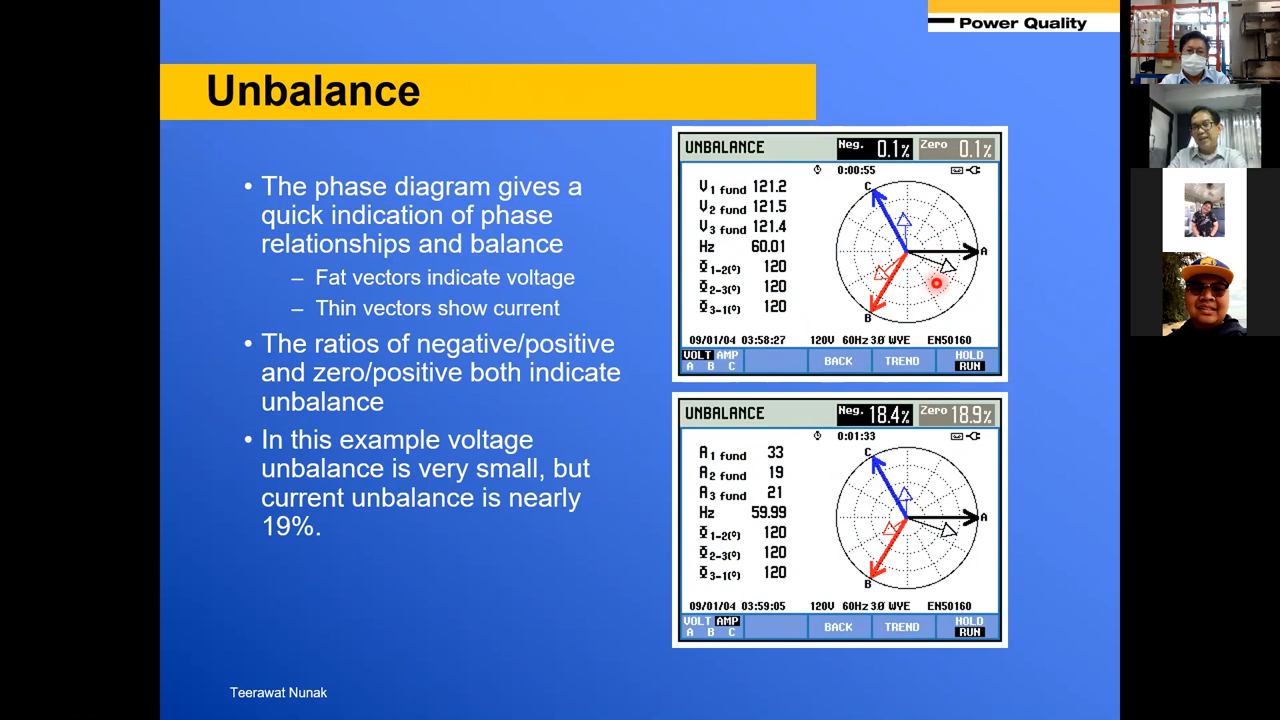 Power Quality
Unbalance
• The phase diagram gives a
quick indication of phase
relationships and balance
– Fat vectors indicate voltage
– Thin vectors show current
• The ratios of negative/positive
and zero/positive both indicate
unbalance
• In this example voltage
unbalance is very small, but
current unbalance is nearly
19%.
UNBALANCE Neg. 0.1% Zero 0.1%
0:00:55
V1 fund 121.2
V2 fund 121.5
V3 fund 121.4
Hz 60.01
Φ1-2(°) 120
Φ2-3(°) 120
Φ3-1(°) 120
C
A
B
09/01/04 03:58:27 120V 60Hz 3Ø WYE EN50160
VOLT AMP
A B C
BACK
TREND
HOLD
RUN
UNBALANCE Neg. 18.4% Zero 18.9%
0:01:33
A1 fund 33
A2 fund 19
A3 fund 21
Hz 59.99
Φ1-2(°) 120
Φ2-3(°) 120
Φ3-1(°) 120
C
A
B
09/01/04 03:59:05 120V 60Hz 3Ø WYE EN50160
VOLT AMP
A B C
BACK
TREND
HOLD
RUN
Teerawat Nunak